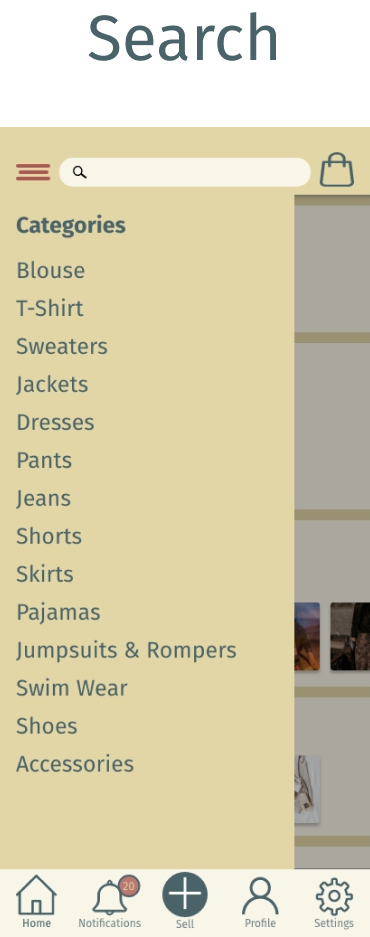 Search
Categories
Blouse
T-Shirt
Sweaters
Jackets
Dresses
Pants
Jeans
Shorts
Skirts
Pajamas
Jumpsuits & Rompers
Swim Wear
Shoes
Accessories
20
Home Notifications Sell Profile Settings